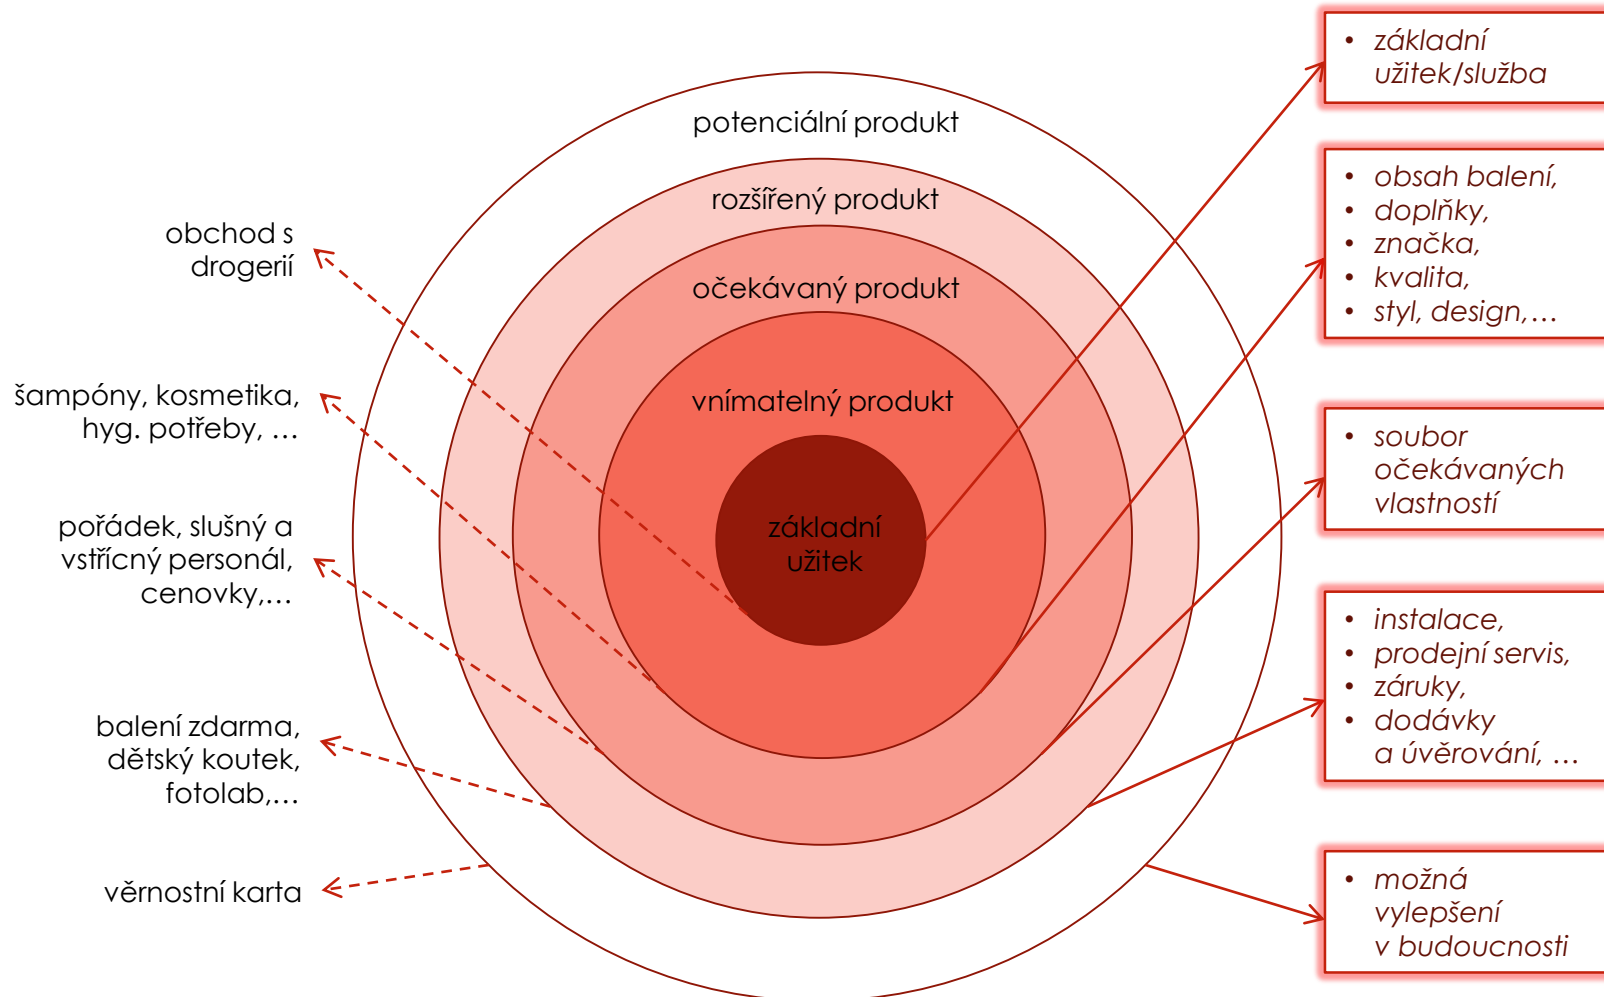 potenciální produkt
rozšířený produkt
očekávaný produkt
vnímatelný produkt
základní
užitek
obchod s
drogerií
šampóny, kosmetika,
hyg. potřeby, …
pořádek, slušný a
vstřícný personál,
cenovky,…
balení zdarma,
dětský koutek,
fotolab,…
věrnostní karta
• základní
užitek/služba
• obsah balení,
• doplňky,
• značka,
• kvalita,
• styl, design,…
• soubor
očekávaných
vlastností
• instalace,
• prodejní servis,
• záruky,
• dodávky
a úvěrování, …
• možná
vylepšení
v budoucnosti